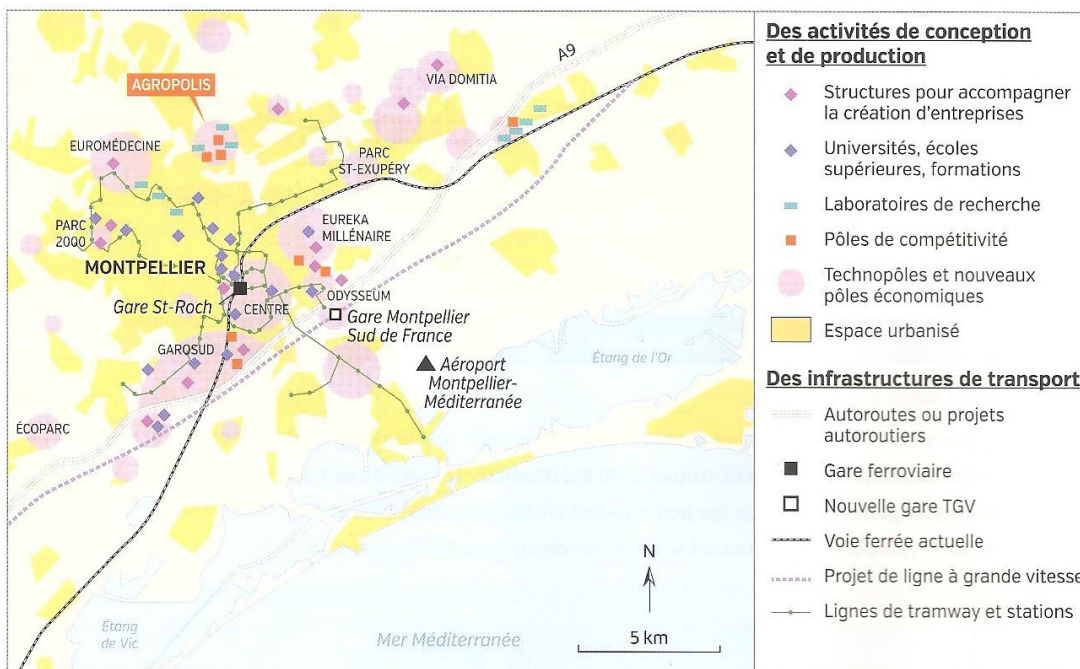 A9
VIA DOMITIA
AGROPOLIS
EUROMÉDECINE
PARC
ST-EXUPÉRY
PARC
2000
EUREKA
MILLÉNAIRE
MONTPELLIER
Gare St-Roch
CENTRE
ODYSSEUM
Gare Montpellier
Sud de France
GAROSUD
Étang de l'Or
Aéroport
Montpellier-
Méditerranée
ÉCOPARC
Étang
de Vic
Mer Méditerranée
N
5 km
Des activités de conception
et de production
Structures pour accompagner
la création d'entreprises
Universités, écoles
supérieures, formations
Laboratoires de recherche
Pôles de compétitivité
Technopôles et nouveaux
pôles économiques
Espace urbanisé
Des infrastructures de transport
Autoroutes ou projets
autoroutiers
Gare ferroviaire
Nouvelle gare TGV
Voie ferrée actuelle
Projet de ligne à grande vitesse
Lignes de tramway et stations